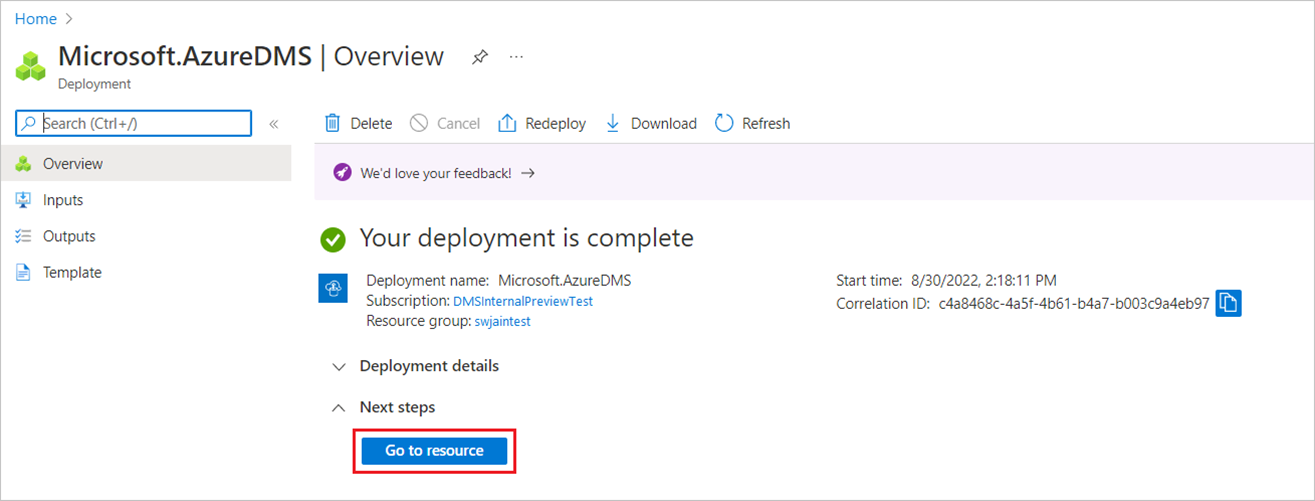 Home >
Microsoft.AzureDMS | Overview ...
Deployment
Search (Ctrl+/) «
Delete Cancel Redeploy Download Refresh
Overview
Inputs
Outputs
Template
We'd love your feedback! →
Your deployment is complete
Deployment name: Microsoft.AzureDMS
Subscription: DMSInternalPreviewTest
Resource group: swjaintest
Start time: 8/30/2022, 2:18:11 PM
Correlation ID: c4a8468c-4a5f-4b61-b4a7-b003c9a4eb97
Deployment details
Next steps
Go to resource